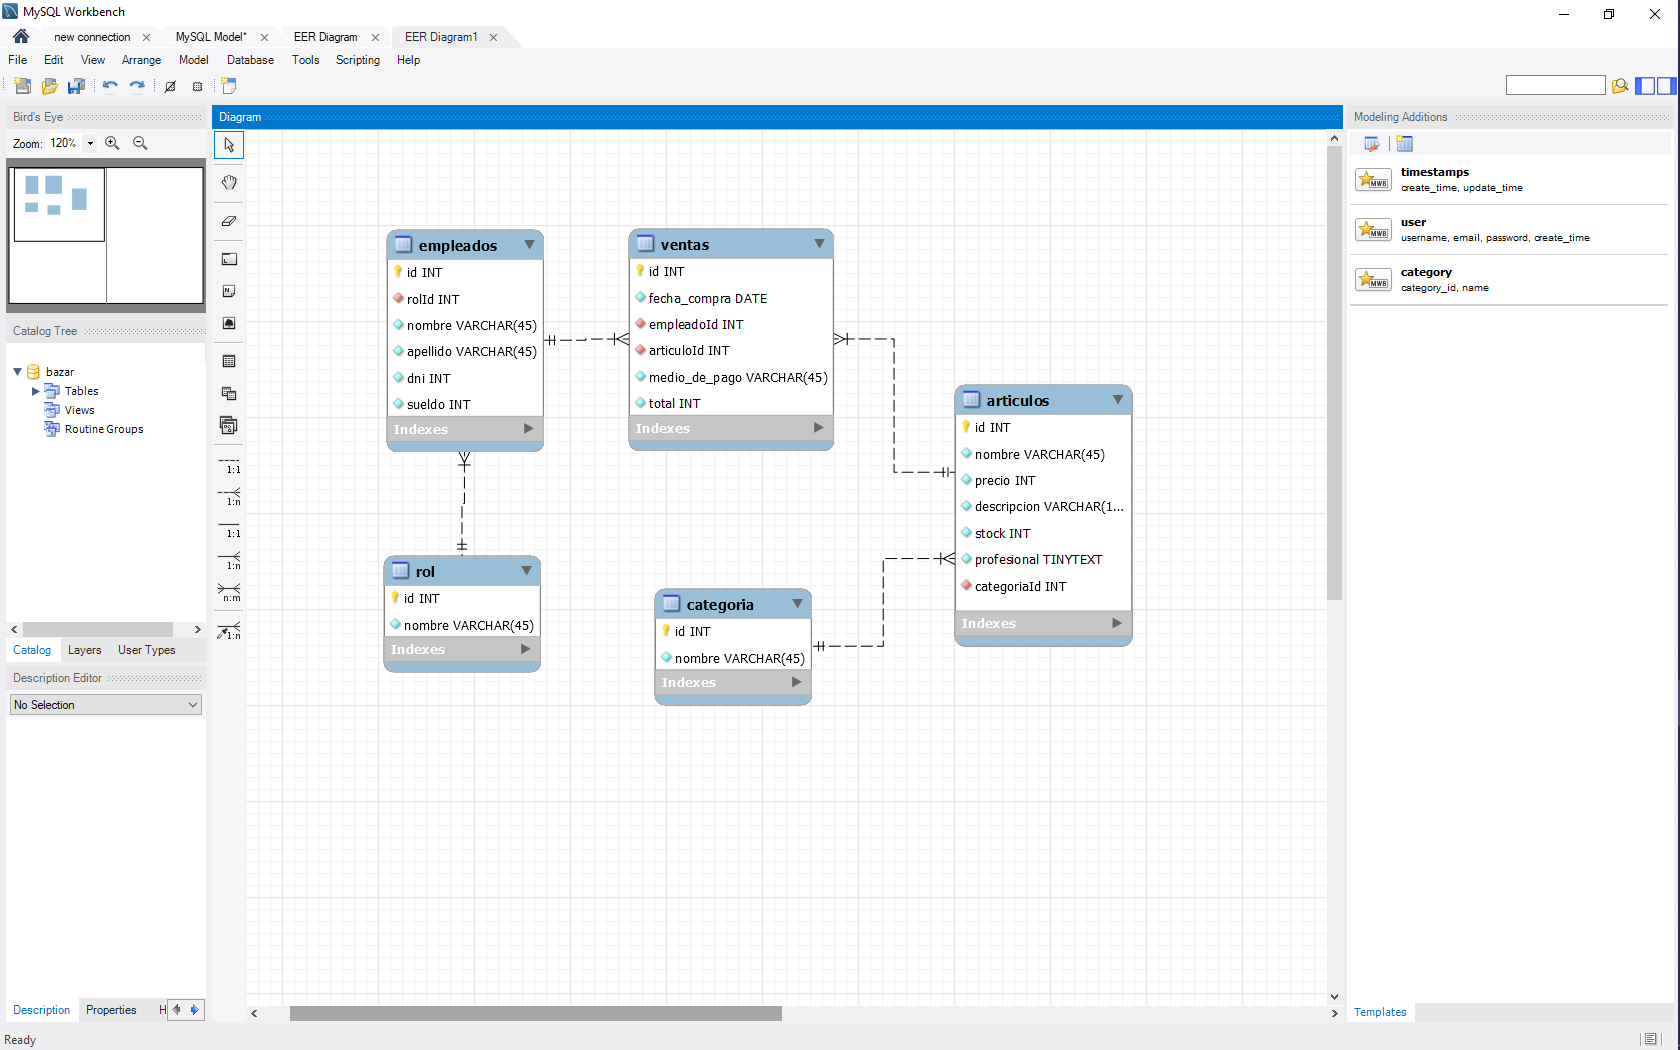 MySQL Workbench
new connection
MySQL Model*
EER Diagram
EER Diagram1
File Edit View Arrange Model Database Tools Scripting Help
Bird's Eye
Zoom: 120%
Catalog Tree
bazar
Tables
Views
Routine Groups
Catalog Layers User Types
Description Editor
No Selection
Description Properties H
Ready
Diagram
1:1
1:n
1:1
1:n
n:m
1:n
empleados
id INT
rolId INT
nombre VARCHAR(45)
apellido VARCHAR(45)
dni INT
sueldo INT
Indexes
ventas
id INT
fecha_compra DATE
empleadoId INT
articuloId INT
medio_de_pago VARCHAR(45)
total INT
Indexes
articulos
id INT
nombre VARCHAR(45)
precio INT
descripcion VARCHAR(1...
stock INT
profesional TINYTEXT
categoriaId INT
Indexes
rol
id INT
nombre VARCHAR(45)
Indexes
categoria
id INT
nombre VARCHAR(45)
Indexes
Modeling Additions
MWB
timestamps
create_time, update_time
MWB
user
username, email, password, create_time
MWB
category
category_id, name
Templates